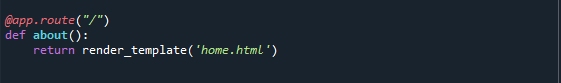 @app.route("/")
def about():
    return render_template('home.html')